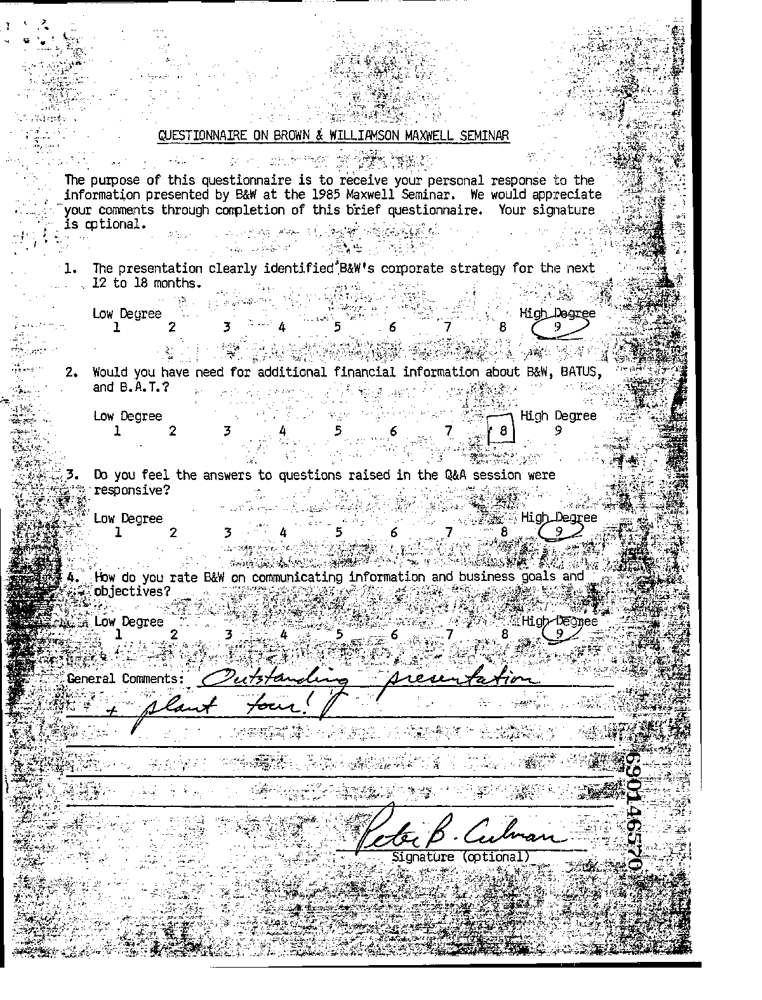 QUESTIONNAIRE ON BROWN & WILLIAMSON MAXWELL SEMINAR
The purpose of this questionnaire is to receive your personal response to the
information presented by B&W at the 1985 Maxwell Seminar. We would appreciate
your comments through completion of this brief questionnaire. Your signature
is optional.
1. The presentation clearly identified B&W's corporate strategy for the next
12 to 18 months.
Low Degree High Degree
1 2 3 4 5 6 7 8 9
2. Would you have need for additional financial information about B&W, BATUS,
and B.A.T.?
Low Degree High Degree
1 2 3 4 5 6 7 8 9
3. Do you feel the answers to questions raised in the Q&A session were
responsive?
Low Degree High Degree
1 2 3 4 5 6 7 8 9
4. How do you rate B&W on communicating information and business goals and
objectives?
Low Degree High Degree
1 2 3 4 5 6 7 8 9
General Comments: Outstanding presentation
+ plant tour!
Peter B. Culman
Signature (optional)
690146570